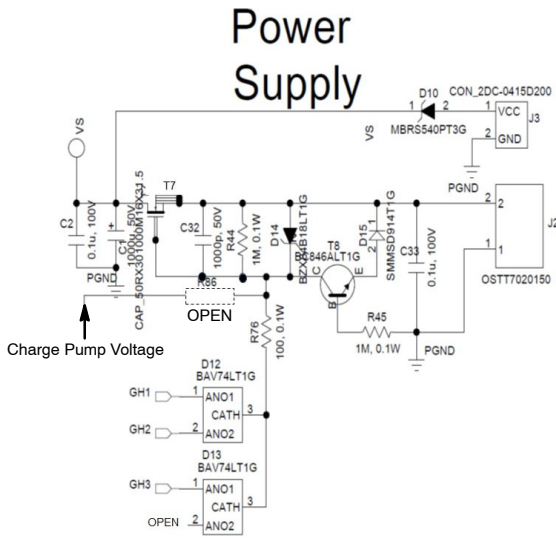 Power
Supply
D10
CON_2DC-0415D200
1
2
1
VCC
VS
VS
MBRS540PT3G
2
GND
J3
PGND
T7
C2
0.1u, 100V
+
C1
1000u, 50V
CAP_50RX301000M16X31.5
PGND
C32
1000p, 50V
R44
1M, 0.1W
D14
BZX84B18LT1G
T8
BC846ALT1G
C
E
B
D15
1
2
SMMSD914T1G
C33
0.1u, 100V
2
2
1
1
J2
OSTT7020150
R86
OPEN
R76
100, 0.1W
R45
1M, 0.1W
PGND
Charge Pump Voltage
D12
BAV74LT1G
GH1
1
ANO1
CATH
3
GH2
2
ANO2
D13
BAV74LT1G
GH3
1
ANO1
CATH
3
OPEN
2
ANO2